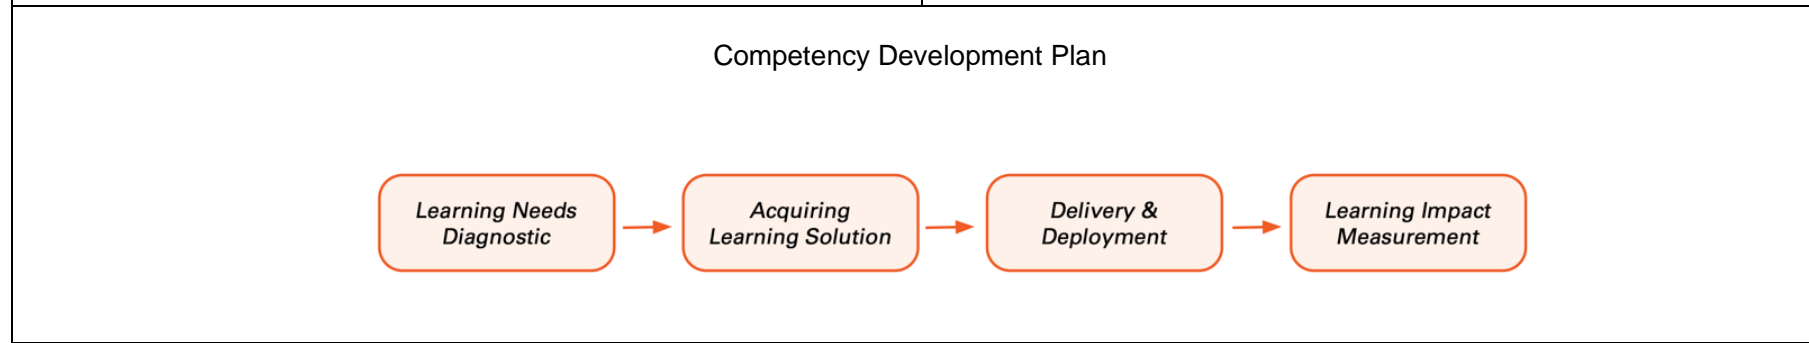 Competency Development Plan
Learning Needs
Diagnostic
Acquiring
Learning Solution
Delivery &
Deployment
Learning Impact
Measurement